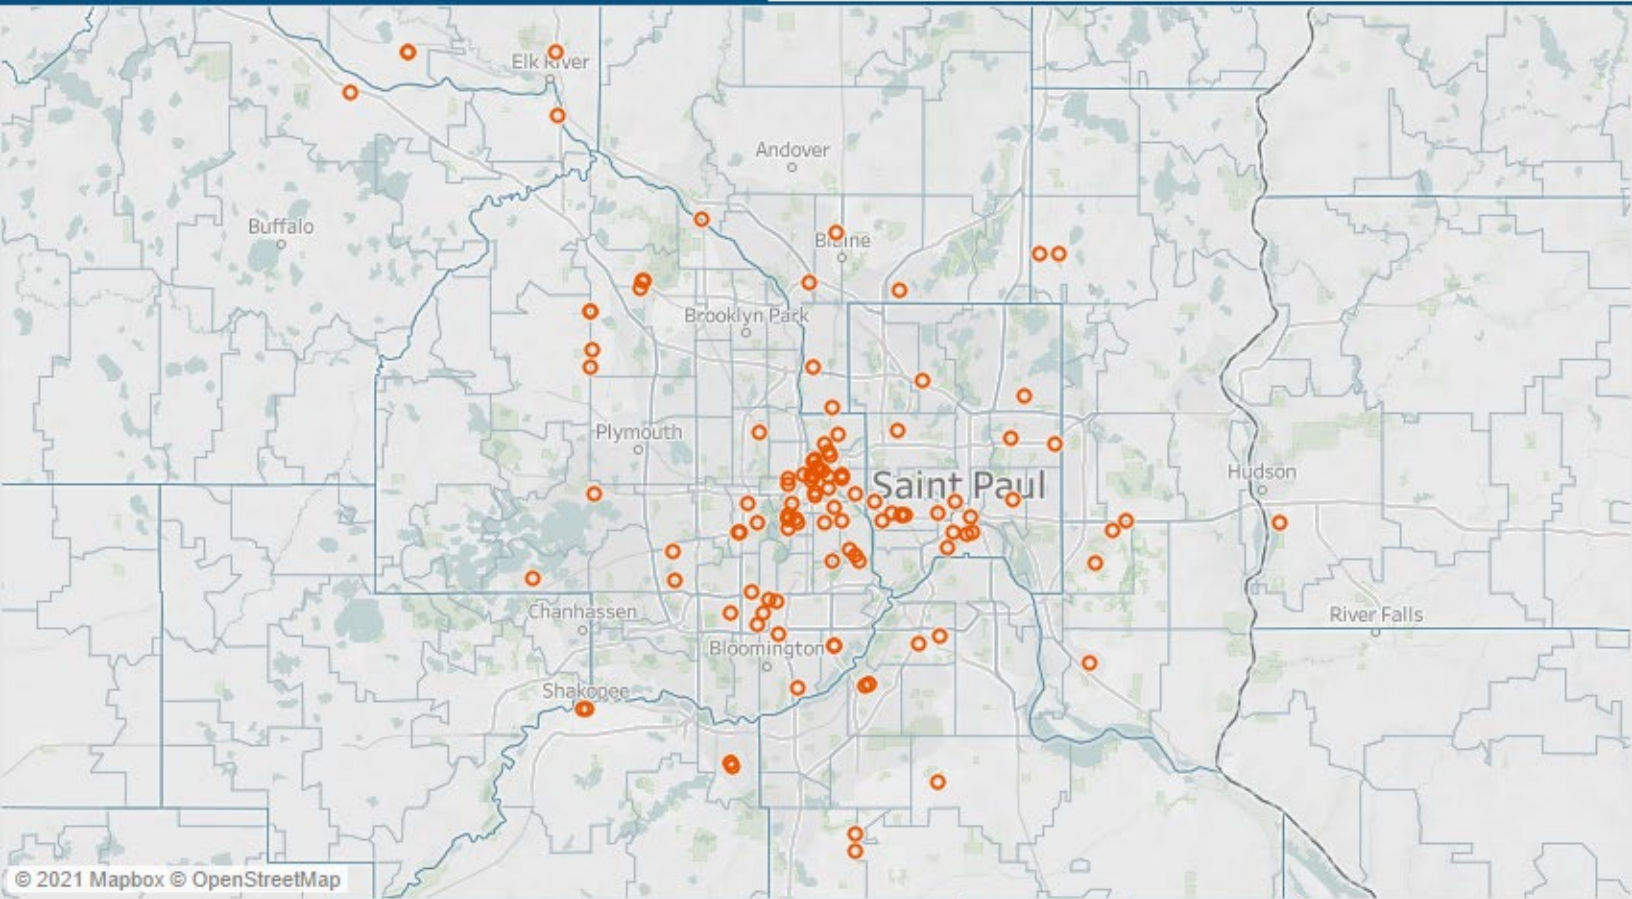 Elk River
Andover
Buffalo
Blaine
Brooklyn Park
Plymouth
Saint Paul
Hudson
Chanhassen
River Falls
Bloomington
Shakopee
© 2021 Mapbox © OpenStreetMap